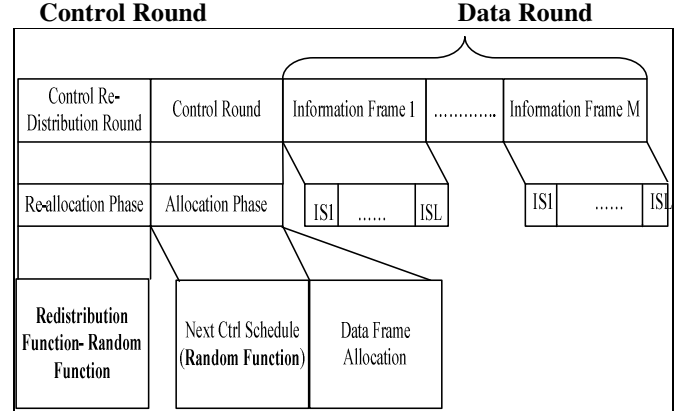 Control Round
Data Round
Control Re-
Distribution Round
Control Round
Information Frame 1
.............
Information Frame M
Re-allocation Phase
Allocation Phase
IS1
......
ISL
IS1
......
ISL
Redistribution
Function- Random
Function
Next Ctrl Schedule
(Random Function)
Data Frame
Allocation